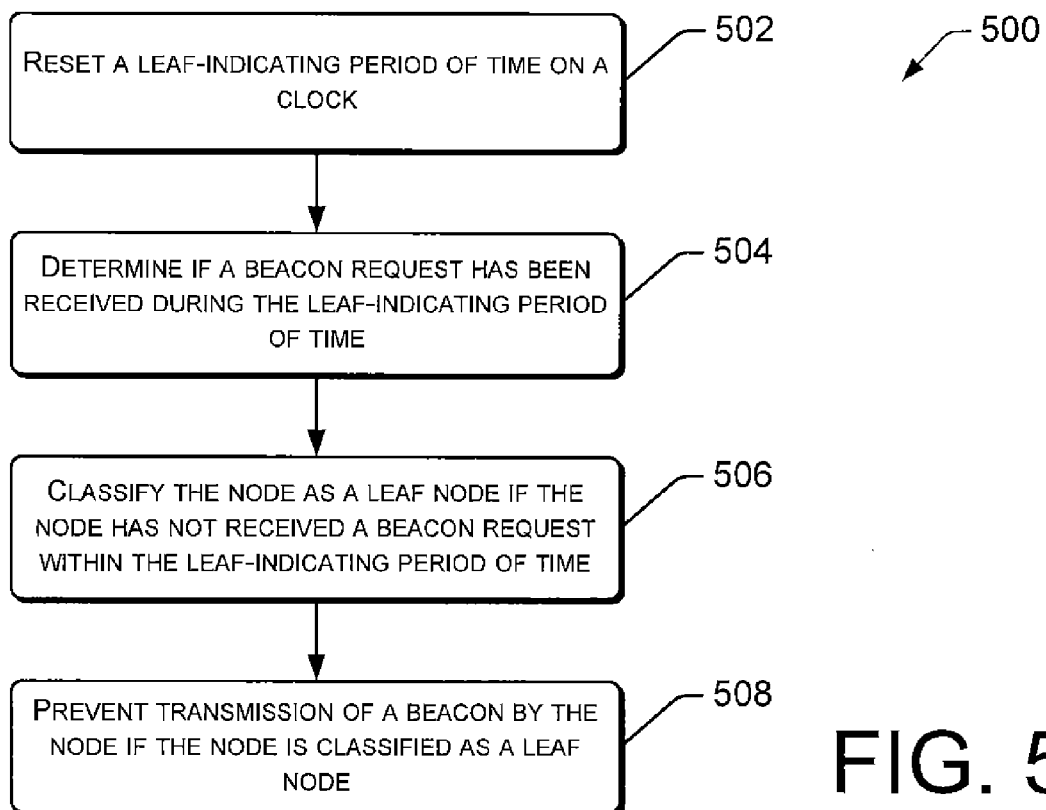 RESET A LEAF-INDICATING PERIOD OF TIME ON A
CLOCK
502
500
DETERMINE IF A BEACON REQUEST HAS BEEN
RECEIVED DURING THE LEAF-INDICATING PERIOD
OF TIME
504
CLASSIFY THE NODE AS A LEAF NODE IF THE
NODE HAS NOT RECEIVED A BEACON REQUEST
WITHIN THE LEAF-INDICATING PERIOD OF TIME
506
PREVENT TRANSMISSION OF A BEACON BY THE
NODE IF THE NODE IS CLASSIFIED AS A LEAF
NODE
508
FIG. 5